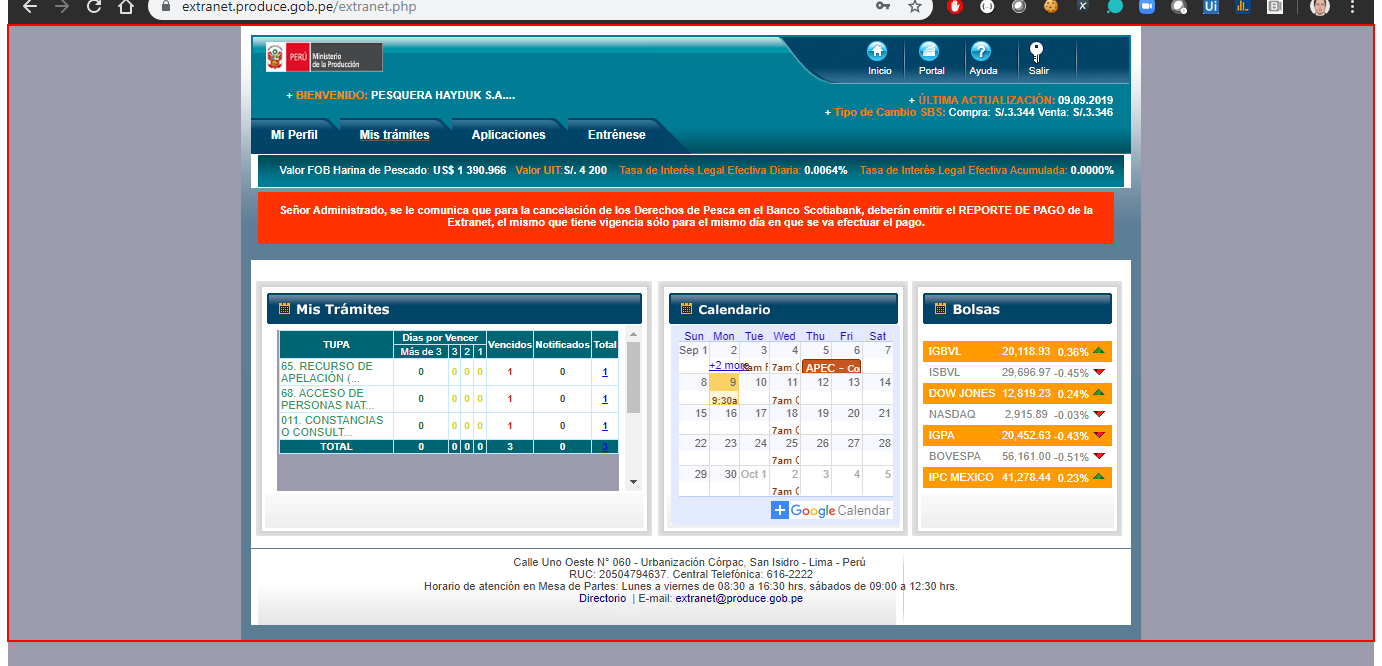 extranet.produce.gob.pe/extranet.php
PERÚ Ministerio de la Producción
Inicio Portal Ayuda Salir
+ BIENVENIDO: PESQUERA HAYDUK S.A....
+ ÚLTIMA ACTUALIZACIÓN: 09.09.2019
+ Tipo de Cambio SBS: Compra: S/.3.344 Venta: S/.3.346
Mi Perfil Mis trámites Aplicaciones Entrénese
Valor FOB Harina de Pescado: US$ 1 390.966 Valor UIT:S/. 4 200 Tasa de Interés Legal Efectiva Diaria: 0.0064% Tasa de Interés Legal Efectiva Acumulada: 0.0000%
Señor Administrado, se le comunica que para la cancelación de los Derechos de Pesca en el Banco Scotiabank, deberán emitir el REPORTE DE PAGO de la
Extranet, el mismo que tiene vigencia sólo para el mismo día en que se va efectuar el pago.
Mis Trámites
TUPA Días por Vencer Vencidos Notificados Total
Más de 3 3 2 1
65. RECURSO DE
APELACIÓN (... 0 0 0 0 1 0 1
68. ACCESO DE
PERSONAS NAT... 0 0 0 0 1 0 1
011. CONSTANCIAS
O CONSULT... 0 0 0 0 1 0 1
TOTAL 0 0 0 0 3 0 3
Calendario
Sun Mon Tue Wed Thu Fri Sat
Sep 1 2 3 4 5 6 7
+2 more 7am APEC - Co
8 9 10 11 12 13 14
9:30a 7am
15 16 17 18 19 20 21
7am
22 23 24 25 26 27 28
7am
29 30 Oct 1 2 3 4 5
7am
+ Google Calendar
Bolsas
IGBVL 20,118.93 0.36%
ISBVL 29,696.97 -0.45%
DOW JONES 12,819.23 0.24%
NASDAQ 2,915.89 -0.03%
IGPA 20,452.63 -0.43%
BOVESPA 56,161.00 -0.51%
IPC MEXICO 41,278.44 0.23%
Calle Uno Oeste N° 060 - Urbanización Córpac, San Isidro - Lima - Perú
RUC: 20504794637. Central Telefónica: 616-2222
Horario de atención en Mesa de Partes: Lunes a viernes de 08:30 a 16:30 hrs, sábados de 09:00 a 12:30 hrs.
Directorio | E-mail: extranet@produce.gob.pe